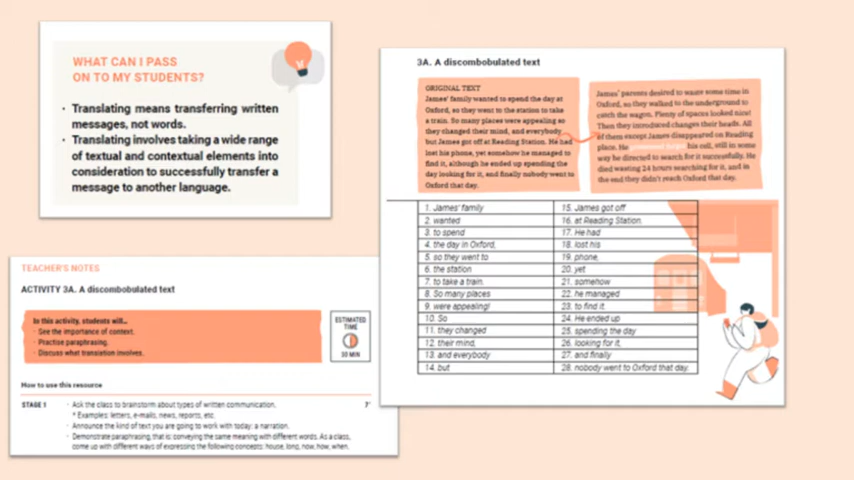 WHAT CAN I PASS
ON TO MY STUDENTS?
· Translating means transferring written
messages, not words.
· Translating involves taking a wide range
of textual and contextual elements into
consideration to successfully transfer a
message to another language.
TEACHER'S NOTES
ACTIVITY 3A. A discombobulated text
In this activity, students will...
· See the importance of context.
· Practise paraphrasing.
· Discuss what translation involves.
ESTIMATED
TIME
30 MIN
How to use this resource
STAGE 1 · Ask the class to brainstorm about types of written communication. 7'
* Examples: letters, e-mails, news, reports, etc.
· Announce the kind of text you are going to work with today: a narration.
· Demonstrate paraphrasing, that is: conveying the same meaning with different words. As a class,
come up with different ways of expressing the following concepts: house, long, now, how, when.
3A. A discombobulated text
ORIGINAL TEXT
James' family wanted to spend the day at
Oxford, so they went to the station to take
a train. So many places were appealing so
they changed their mind, and everybody
but James got off at Reading Station. He had
lost his phone, yet somehow he managed to
find it, although he ended up spending the
day looking for it, and finally nobody went to
Oxford that day.
James' parents desired to waste some time in
Oxford, so they walked to the underground to
catch the wagon. Plenty of spaces looked nice!
Then they introduced changes their heads. All
of them except James disappeared on Reading
place. He his cell, still in some
way he directed to search for it successfully. He
died wasting 24 hours searching for it, and in
the end they didn't reach Oxford that day.
1. James' family
2. wanted
3. to spend
4. the day in Oxford,
5. so they went to
6. the station
7. to take a train.
8. So many places
9. were appealing!
10. So
11. they changed
12. their mind,
13. and everybody
14. but
15. James got off
16. at Reading Station.
17. He had
18. lost his
19. phone,
20. yet
21. somehow
22. he managed
23. to find it.
24. He ended up
25. spending the day
26. looking for it,
27. and finally
28. nobody went to Oxford that day.